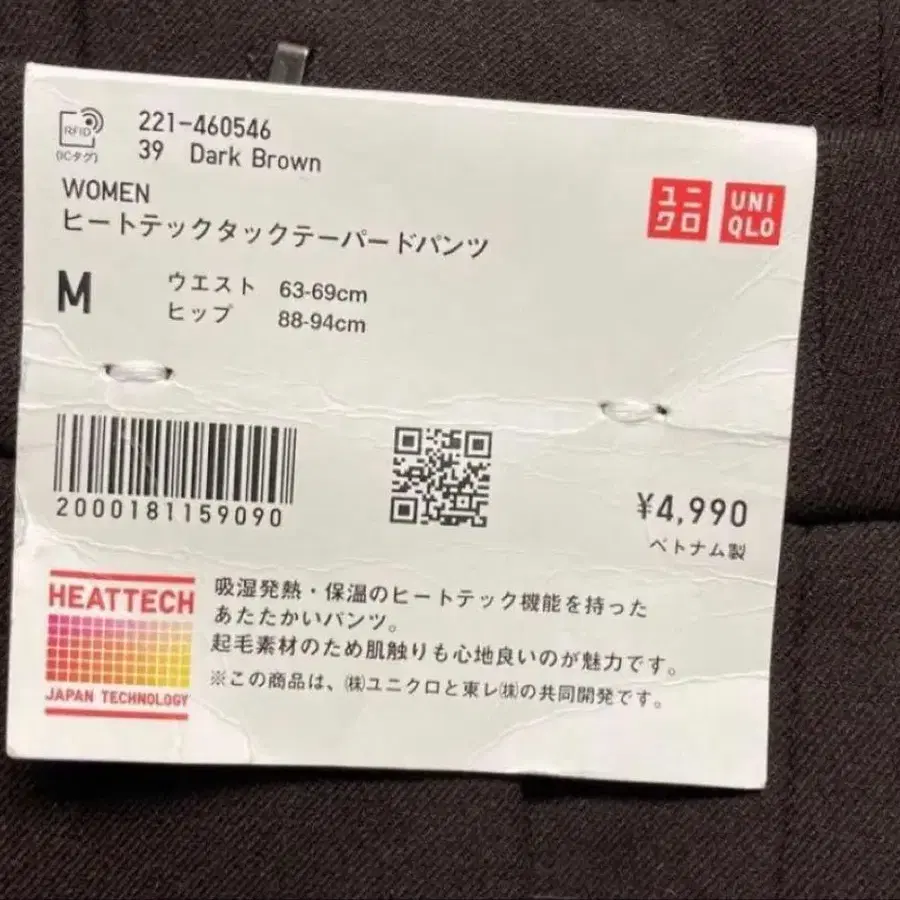 RFID
(ICタグ)
221-460546
39 Dark Brown
WOMEN
ヒートテックタックテーパードパンツ
ユニ
クロ
UNI
QLO
M
ウエスト 63-69cm
ヒップ 88-94cm
2000181159090
¥4,990
ベトナム製
HEATTECH
JAPAN TECHNOLOGY
吸湿発熱・保温のヒートテック機能を持った
あたたかいパンツ。
起毛素材のため肌触りも心地良いのが魅力です。
※この商品は、㈱ユニクロと東レ㈱の共同開発です。